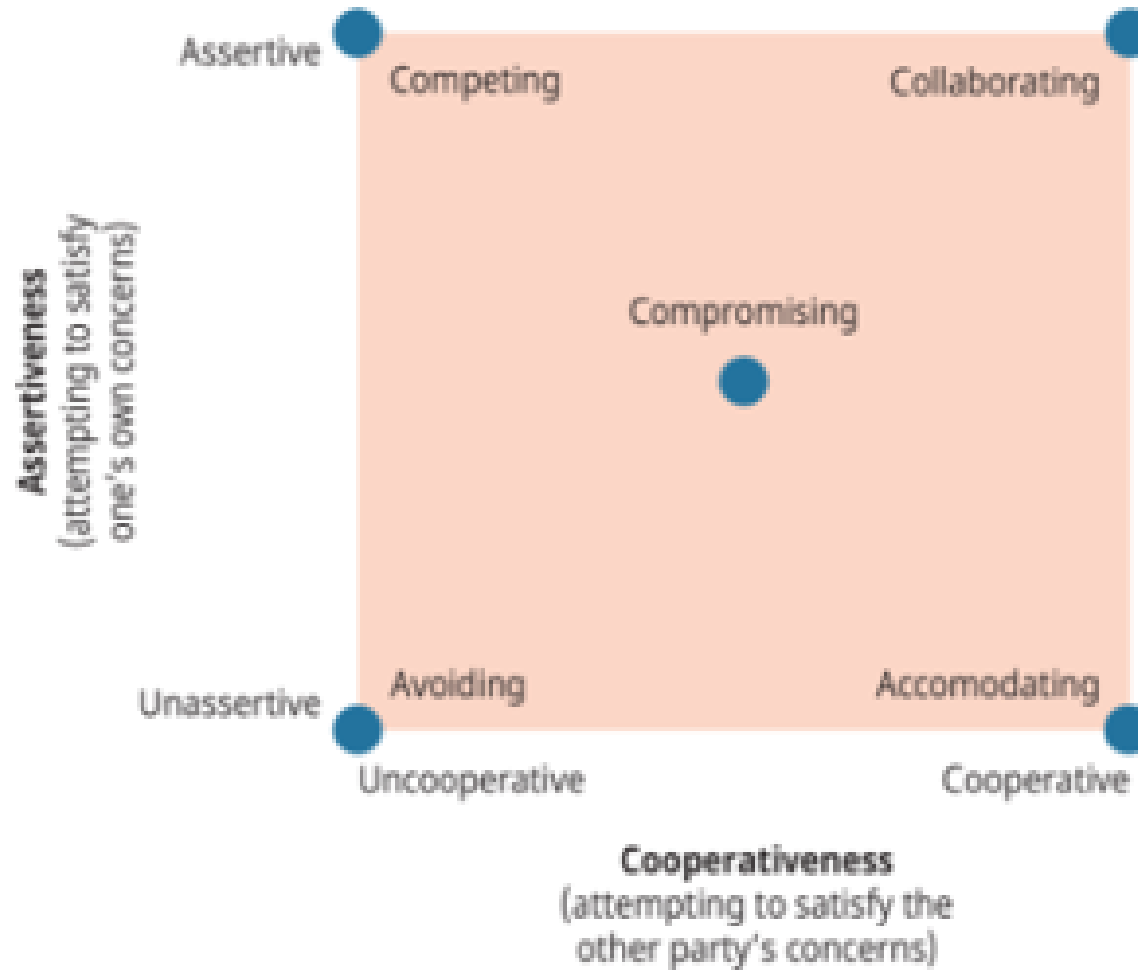 Assertive
Competing
Collaborating
Assertiveness
(attempting to satisfy
one's own concerns)
Compromising
Unassertive
Avoiding
Accomodating
Uncooperative
Cooperative
Cooperativeness
(attempting to satisfy the
other party's concerns)